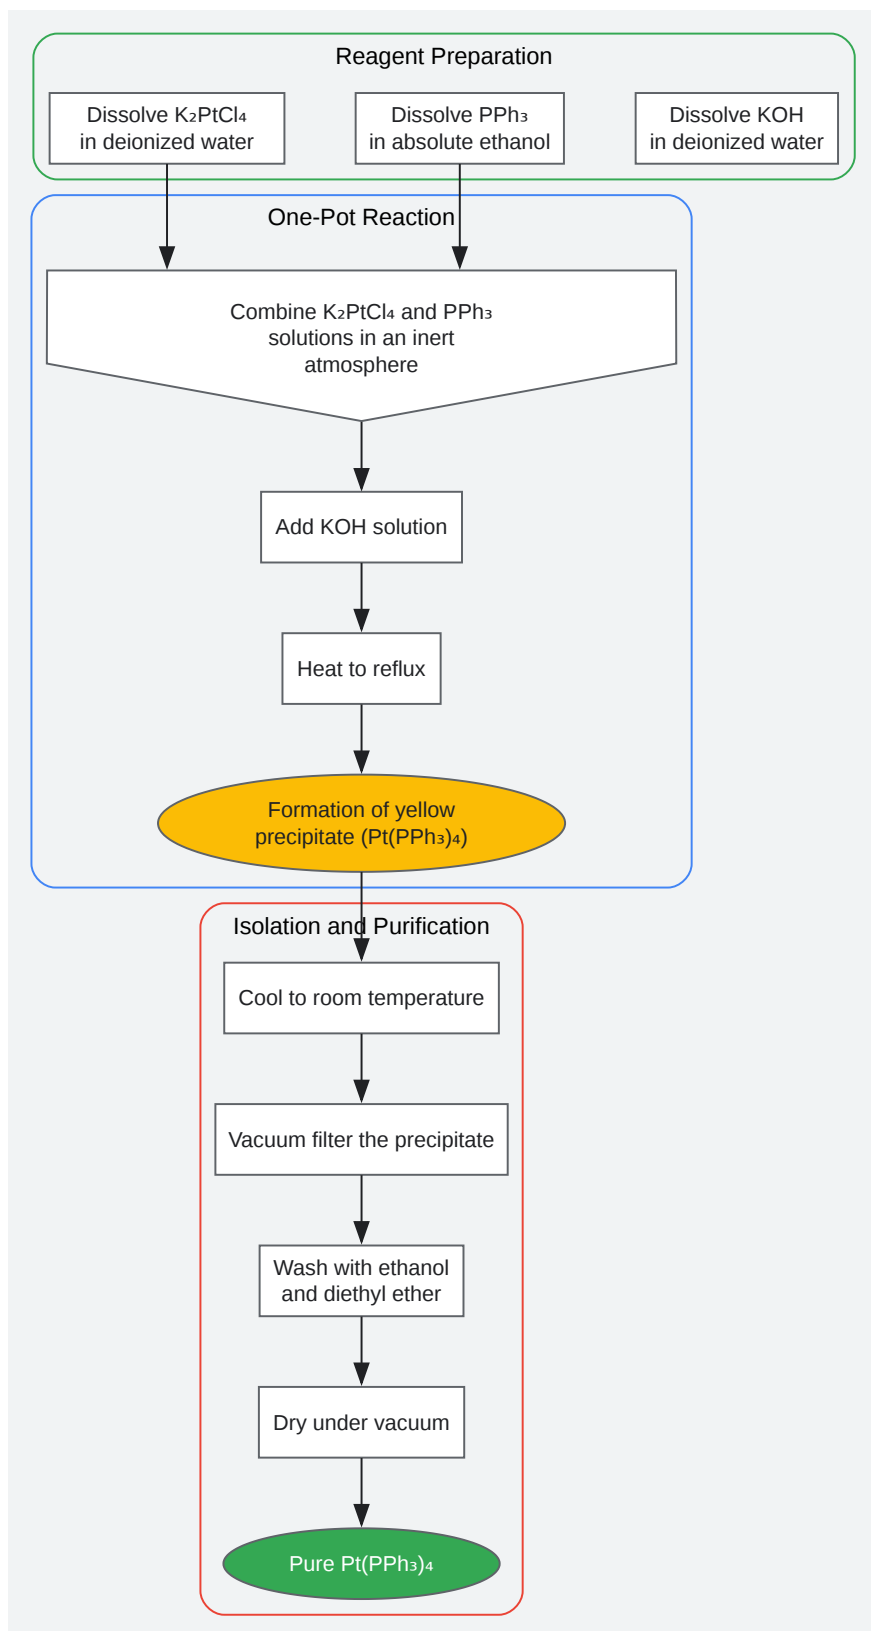 Reagent Preparation
Dissolve K₂PtCl₄
in deionized water
Dissolve PPh₃
in absolute ethanol
Dissolve KOH
in deionized water
One-Pot Reaction
Combine K₂PtCl₄ and PPh₃
solutions in an inert
atmosphere
Add KOH solution
Heat to reflux
Formation of yellow
precipitate (Pt(PPh₃)₄)
Isolation and Purification
Cool to room temperature
Vacuum filter the precipitate
Wash with ethanol
and diethyl ether
Dry under vacuum
Pure Pt(PPh₃)₄